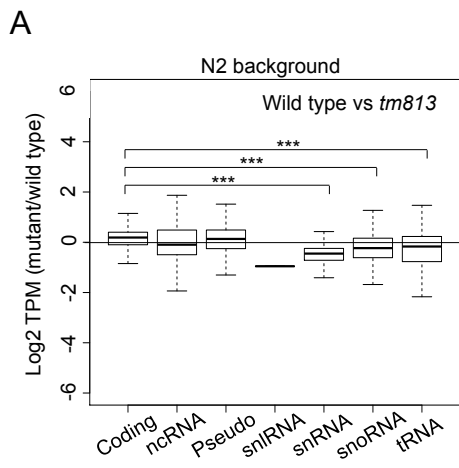 A
N2 background
Wild type vs tm813
Log2 TPM (mutant/wild type)
6
4
2
0
-2
-4
-6
***
***
***
Coding
ncRNA
Pseudo
snlRNA
snRNA
snoRNA
tRNA